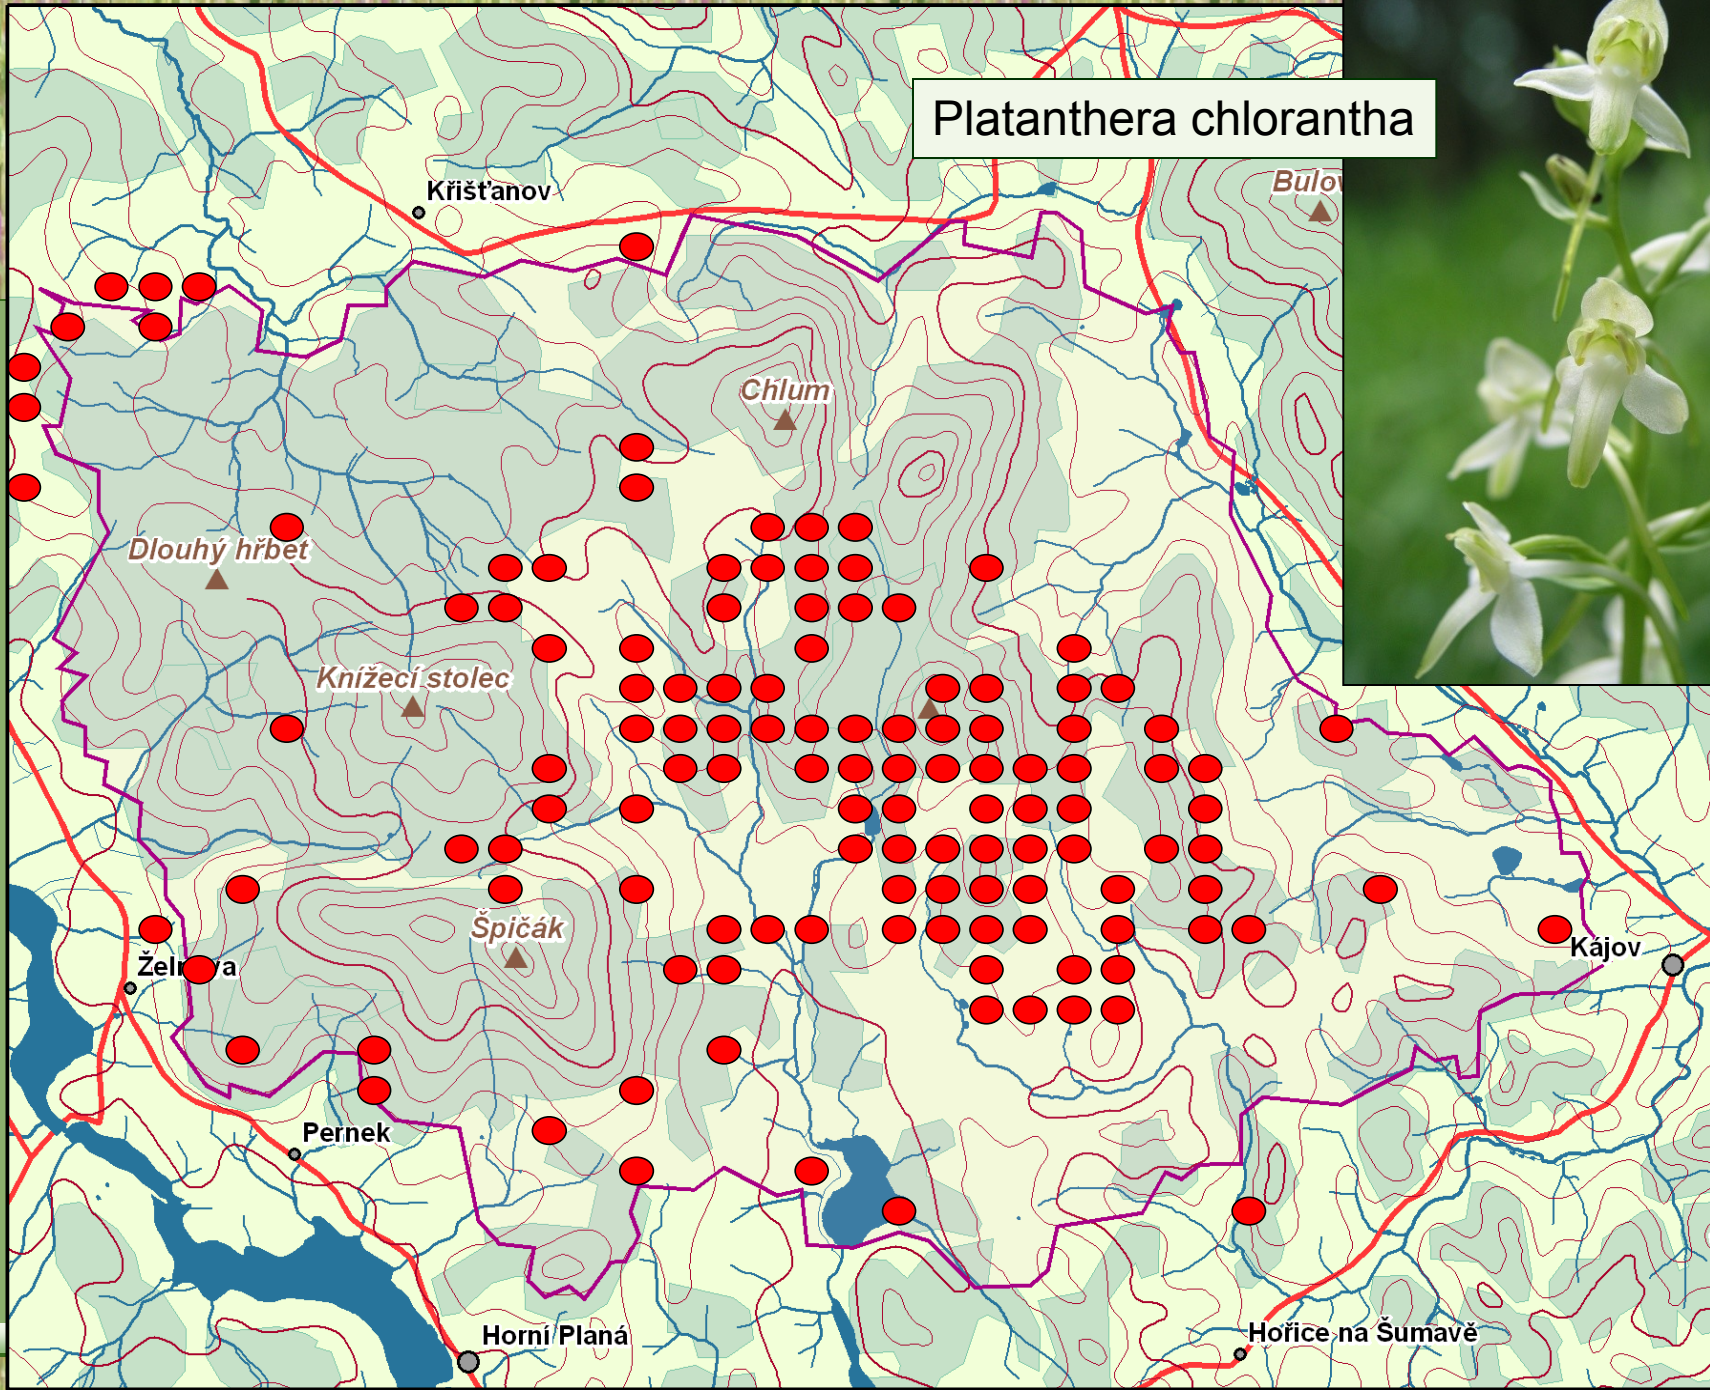 Platanthera chlorantha
Křišťanov
Chlum
Dlouhý hřbet
Knížecí stolec
Špičák
Kájov
Pernek
Horní Planá
Hořice na Šumavě